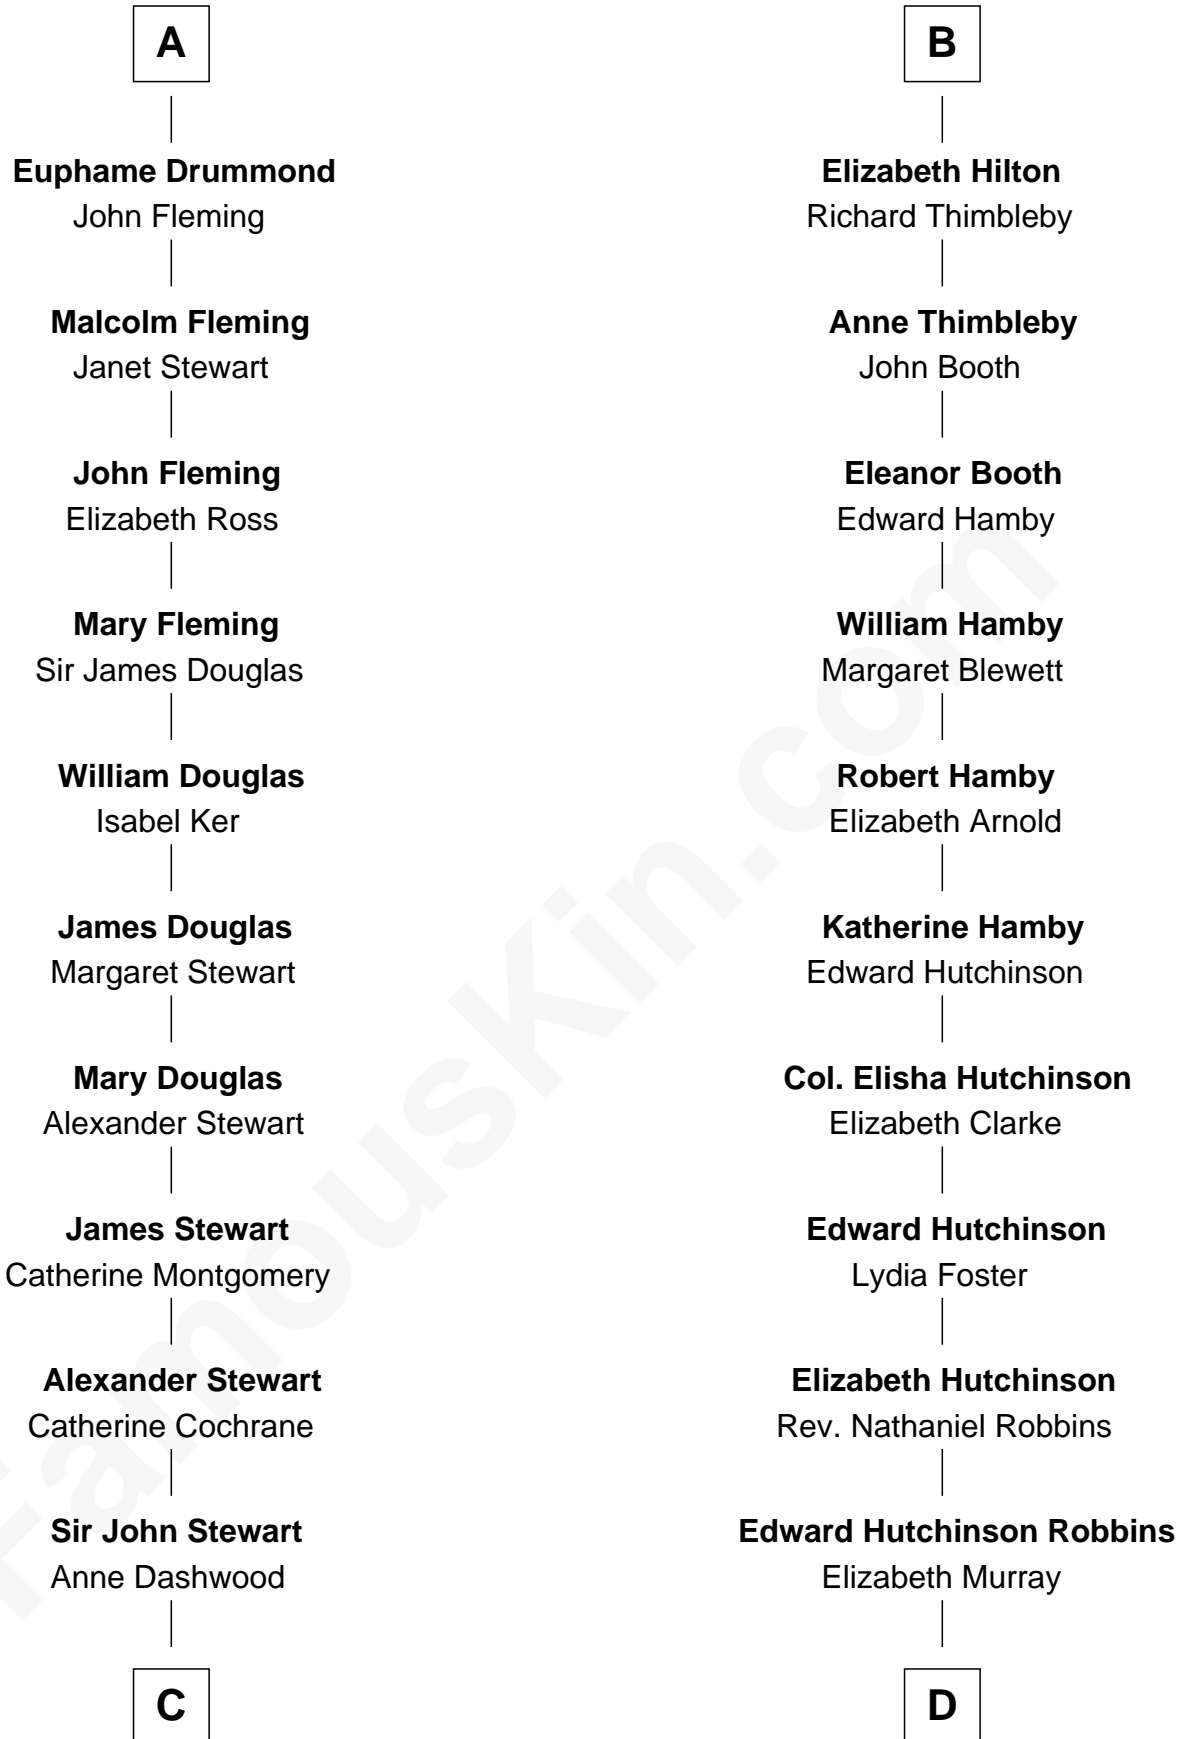 A
Euphame Drummond
John Fleming
Malcolm Fleming
Janet Stewart
John Fleming
Elizabeth Ross
Mary Fleming
Sir James Douglas
William Douglas
Isabel Ker
James Douglas
Margaret Stewart
Mary Douglas
Alexander Stewart
James Stewart
Catherine Montgomery
Alexander Stewart
Catherine Cochrane
Sir John Stewart
Anne Dashwood
C
B
Elizabeth Hilton
Richard Thimbleby
Anne Thimbleby
John Booth
Eleanor Booth
Edward Hamby
William Hamby
Margaret Blewett
Robert Hamby
Elizabeth Arnold
Katherine Hamby
Edward Hutchinson
Col. Elisha Hutchinson
Elizabeth Clarke
Edward Hutchinson
Lydia Foster
Elizabeth Hutchinson
Rev. Nathaniel Robbins
Edward Hutchinson Robbins
Elizabeth Murray
D
FamousKin.com